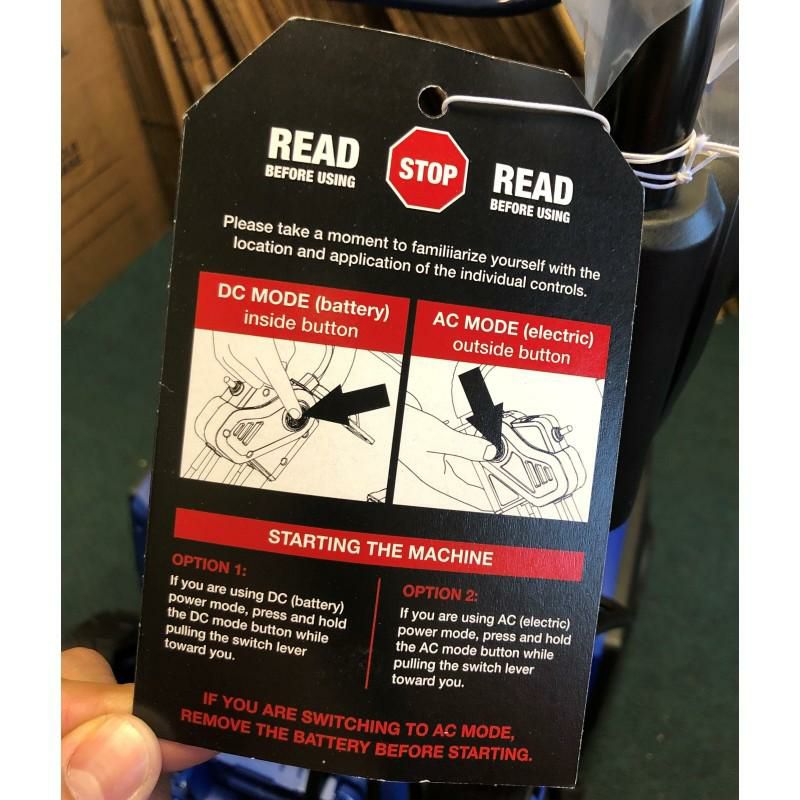 READ
BEFORE USING
STOP
READ
BEFORE USING
Please take a moment to familiiarize yourself with the
location and application of the individual controls.
DC MODE (battery)
inside button
AC MODE (electric)
outside button
STARTING THE MACHINE
OPTION 1:
If you are using DC (battery)
power mode, press and hold
the DC mode button while
pulling the switch lever
toward you.
OPTION 2:
If you are using AC (electric)
power mode, press and hold
the AC mode button while
pulling the switch lever
toward you.
IF YOU ARE SWITCHING TO AC MODE,
REMOVE THE BATTERY BEFORE STARTING.